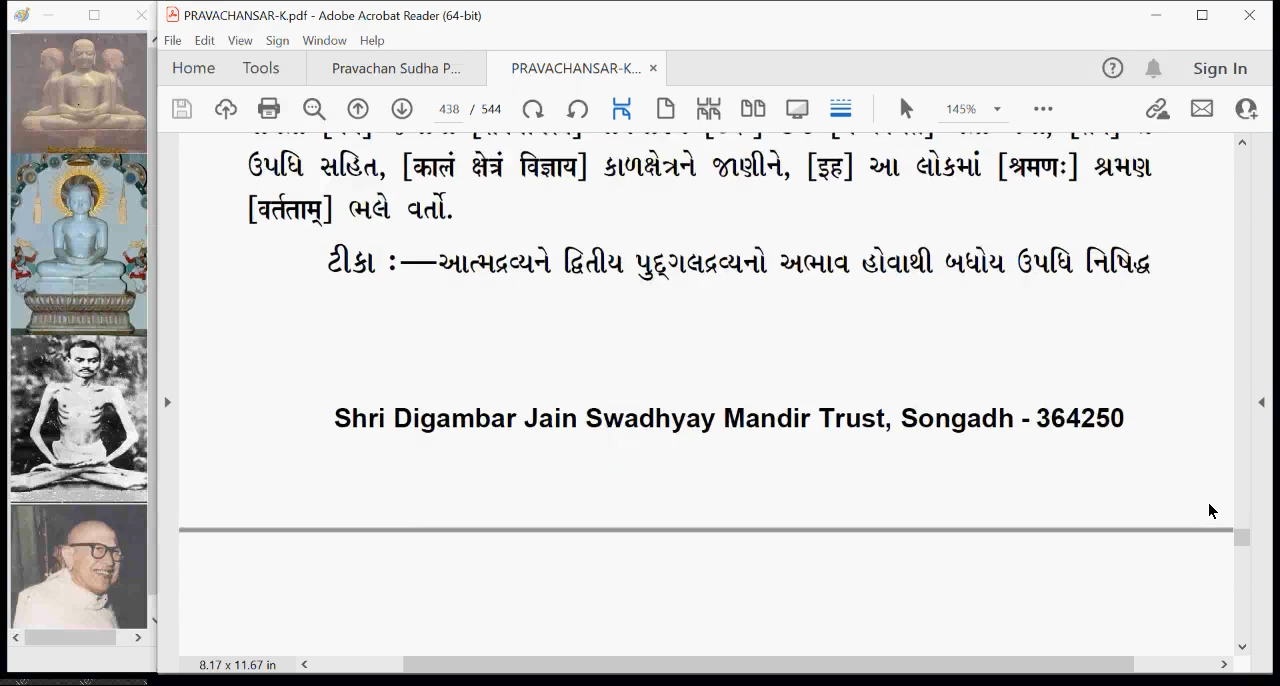 PRAVACHANSAR-K.pdf - Adobe Acrobat Reader (64-bit)
File Edit View Sign Window Help
Home Tools Pravachan Sudha P... PRAVACHANSAR-K... × Sign In
438 / 544 145%
ઉપધિ સહિત, [कालं क्षेत्रं विज्ञाय] કાળક્ષેત્રને જાણીને, [इह] આ લોકમાં [श्रमणः] શ્રમણ
[वर्तताम्] ભલે વર્તો.
ટીકા :—આત્મદ્રવ્યને દ્વિતીય પુદ્ગલદ્રવ્યનો અભાવ હોવાથી બધોય ઉપધિ નિષિદ્ધ
Shri Digambar Jain Swadhyay Mandir Trust, Songadh - 364250
8.17 x 11.67 in